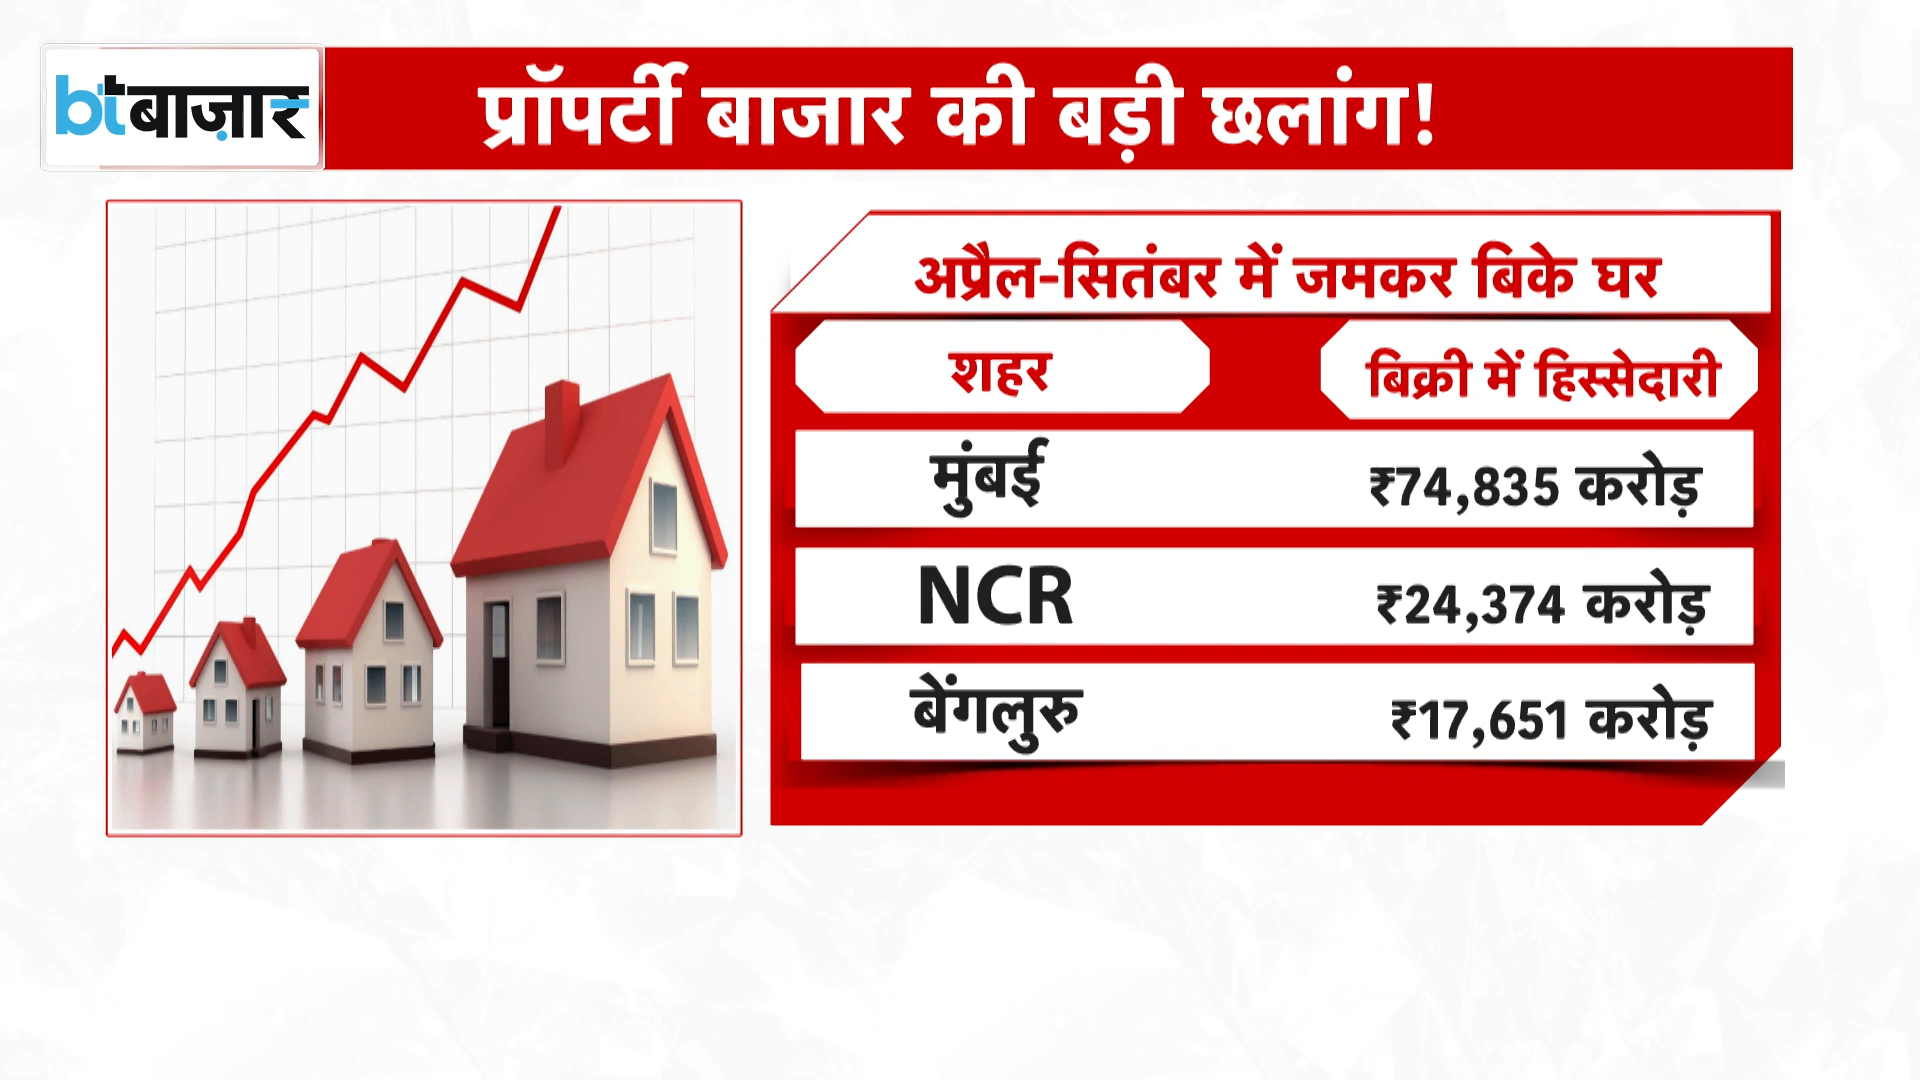 btबाज़ार
प्रॉपर्टी बाजार की बड़ी छलांग!
अप्रैल-सितंबर में जमकर बिके घर
शहर बिक्री में हिस्सेदारी
मुंबई ₹74,835 करोड़
NCR ₹24,374 करोड़
बेंगलुरु ₹17,651 करोड़